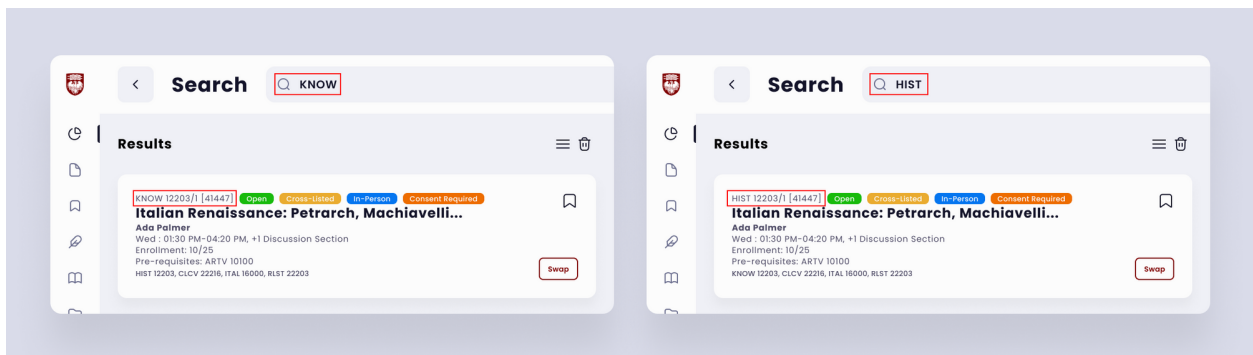 Search
KNOW
Results
KNOW 12203/1 [41447] Open Cross-Listed In-Person Consent Required
Italian Renaissance: Petrarch, Machiavelli...
Ada Palmer
Wed : 01:30 PM-04:20 PM, +1 Discussion Section
Enrollment: 10/25
Pre-requisites: ARTV 10100
HIST 12203, CLCV 22216, ITAL 16000, RLST 22203
Swap
Search
HIST
Results
HIST 12203/1 [41447] Open Cross-Listed In-Person Consent Required
Italian Renaissance: Petrarch, Machiavelli...
Ada Palmer
Wed : 01:30 PM-04:20 PM, +1 Discussion Section
Enrollment: 10/25
Pre-requisites: ARTV 10100
KNOW 12203, CLCV 22216, ITAL 16000, RLST 22203
Swap